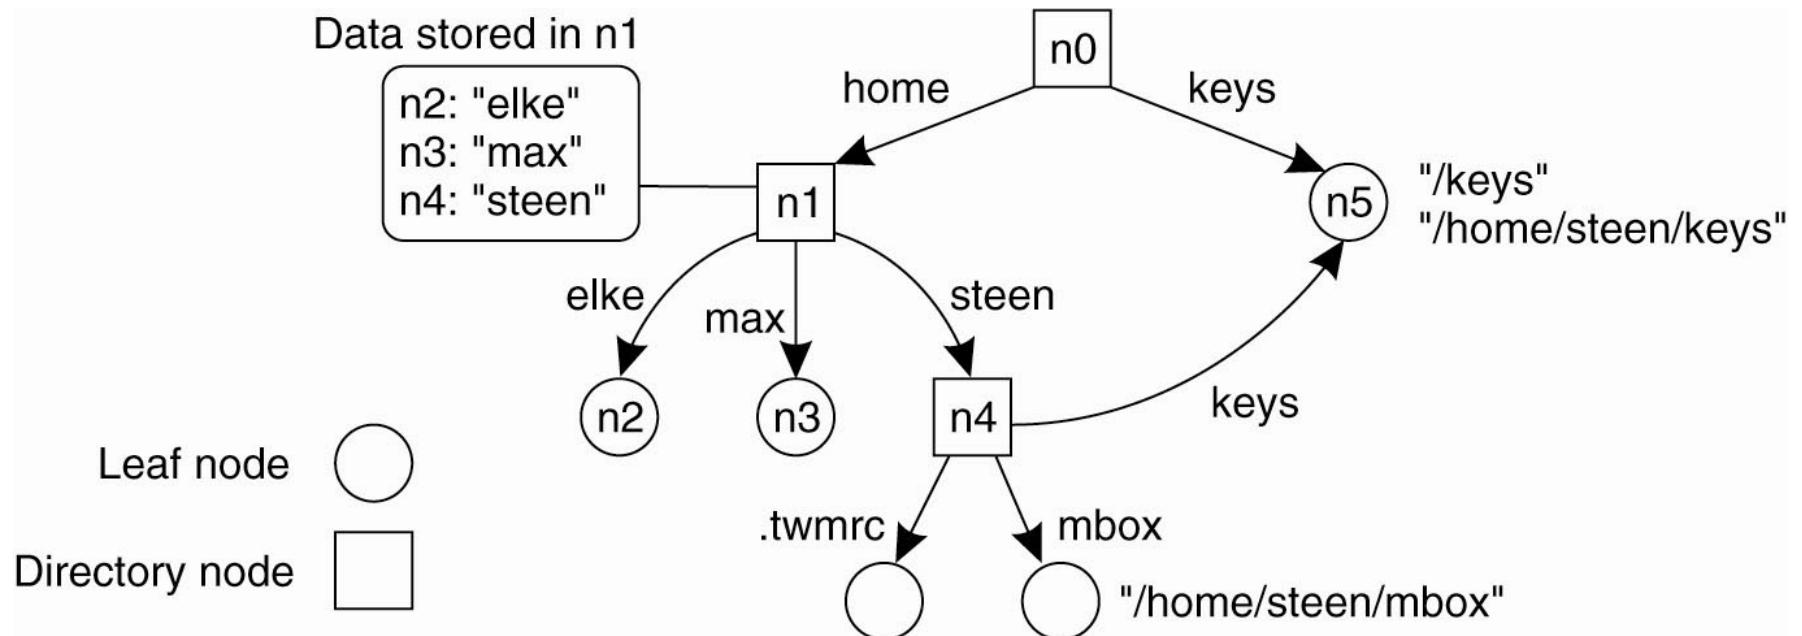 Data stored in n1
n0
home
keys
n2: "elke"
n3: "max"
n4: "steen"
n1
n5
"/keys"
"/home/steen/keys"
elke
max
steen
n2
n3
n4
keys
Leaf node
.twmrc
mbox
Directory node
"/home/steen/mbox"